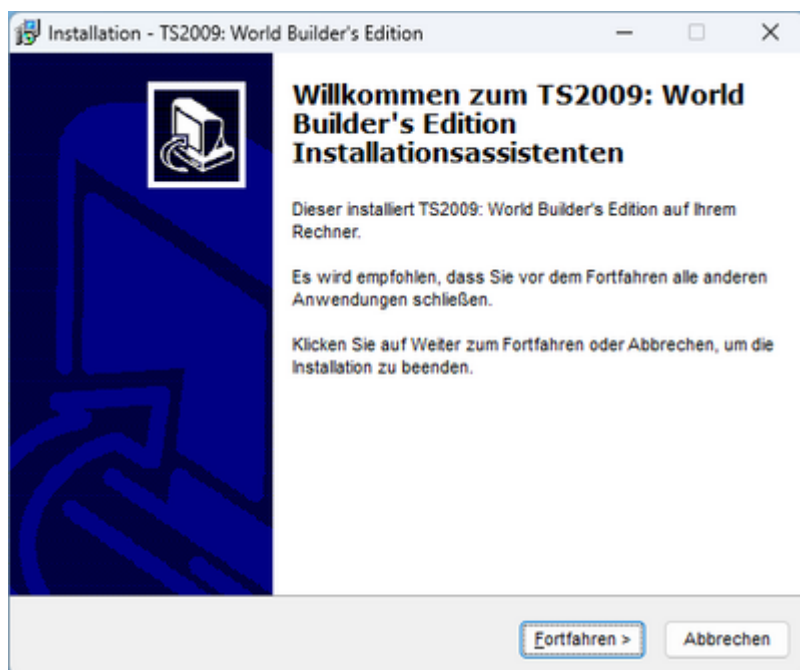 Installation - TS2009: World Builder's Edition
Willkommen zum TS2009: World
Builder's Edition
Installationsassistenten
Dieser installiert TS2009: World Builder's Edition auf Ihrem
Rechner.
Es wird empfohlen, dass Sie vor dem Fortfahren alle anderen
Anwendungen schließen.
Klicken Sie auf Weiter zum Fortfahren oder Abbrechen, um die
Installation zu beenden.
Fortfahren >
Abbrechen